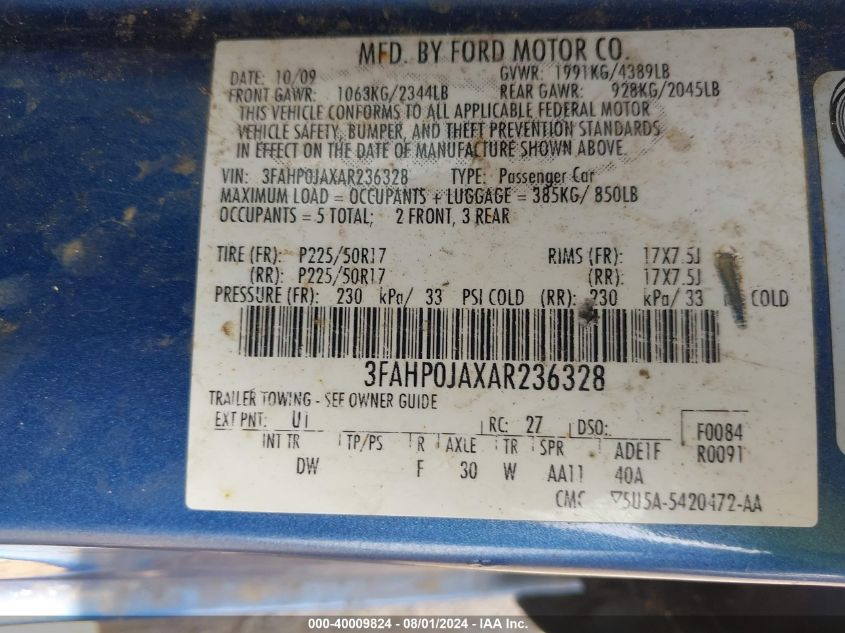 MFD. BY FORD MOTOR CO.
DATE: 10/09 GVWR: 1991KG/4389LB
FRONT GAWR: 1063KG/2344LB REAR GAWR: 928KG/2045LB
THIS VEHICLE CONFORMS TO ALL APPLICABLE FEDERAL MOTOR
VEHICLE SAFETY, BUMPER, AND THEFT PREVENTION STANDARDS
IN EFFECT ON THE DATE OF MANUFACTURE SHOWN ABOVE.
VIN: 3FAHP0JAXAR236328 TYPE: Passenger Car
MAXIMUM LOAD = OCCUPANTS + LUGGAGE = 385KG/ 850LB
OCCUPANTS = 5 TOTAL; 2 FRONT, 3 REAR
TIRE (FR): P225/50R17 RIMS (FR): 17X7.5J
(RR): P225/50R17 (RR): 17X7.5J
PRESSURE (FR): 230 kPa/ 33 PSI COLD (RR): 230 kPa/ 33 COLD
3FAHP0JAXAR236328
TRAILER TOWING - SEE OWNER GUIDE
EXT PNT: UI RC: 27 DSO: F0084
INT TR TP/PS R AXLE TR SPR ADE1F R0091
DW F 30 W AA11 40A
5U5A-5420472-AA
000-40009824 - 08/01/2024 - IAA Inc.